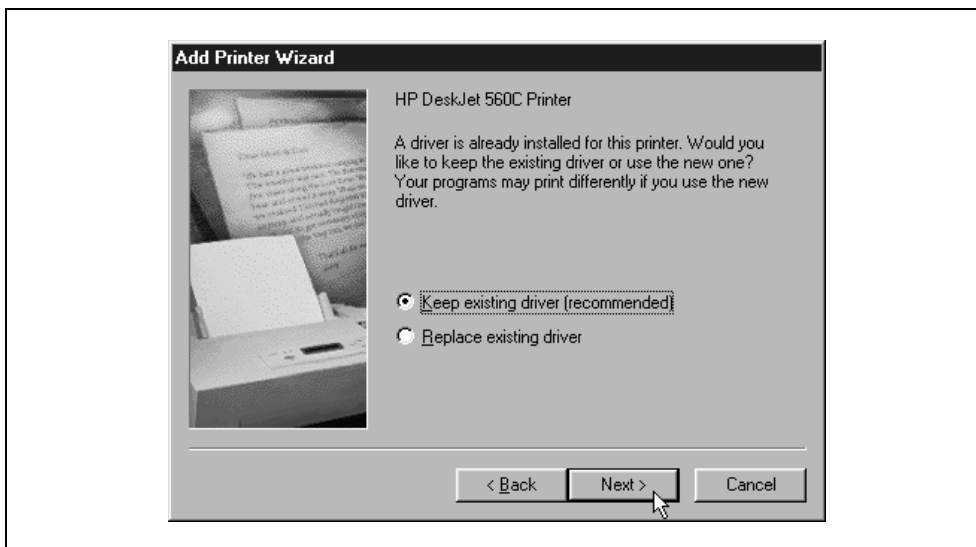 Add Printer Wizard
HP DeskJet 560C Printer
A driver is already installed for this printer. Would you
like to keep the existing driver or use the new one?
Your programs may print differently if you use the new
driver.
Keep existing driver (recommended)
Replace existing driver
< Back
Next >
Cancel